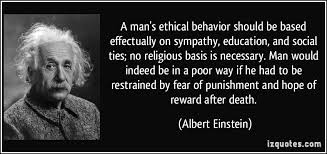 A man's ethical behavior should be based
effectually on sympathy, education, and social
ties; no religious basis is necessary. Man would
indeed be in a poor way if he had to be
restrained by fear of punishment and hope of
reward after death.
(Albert Einstein)
izquotes.com